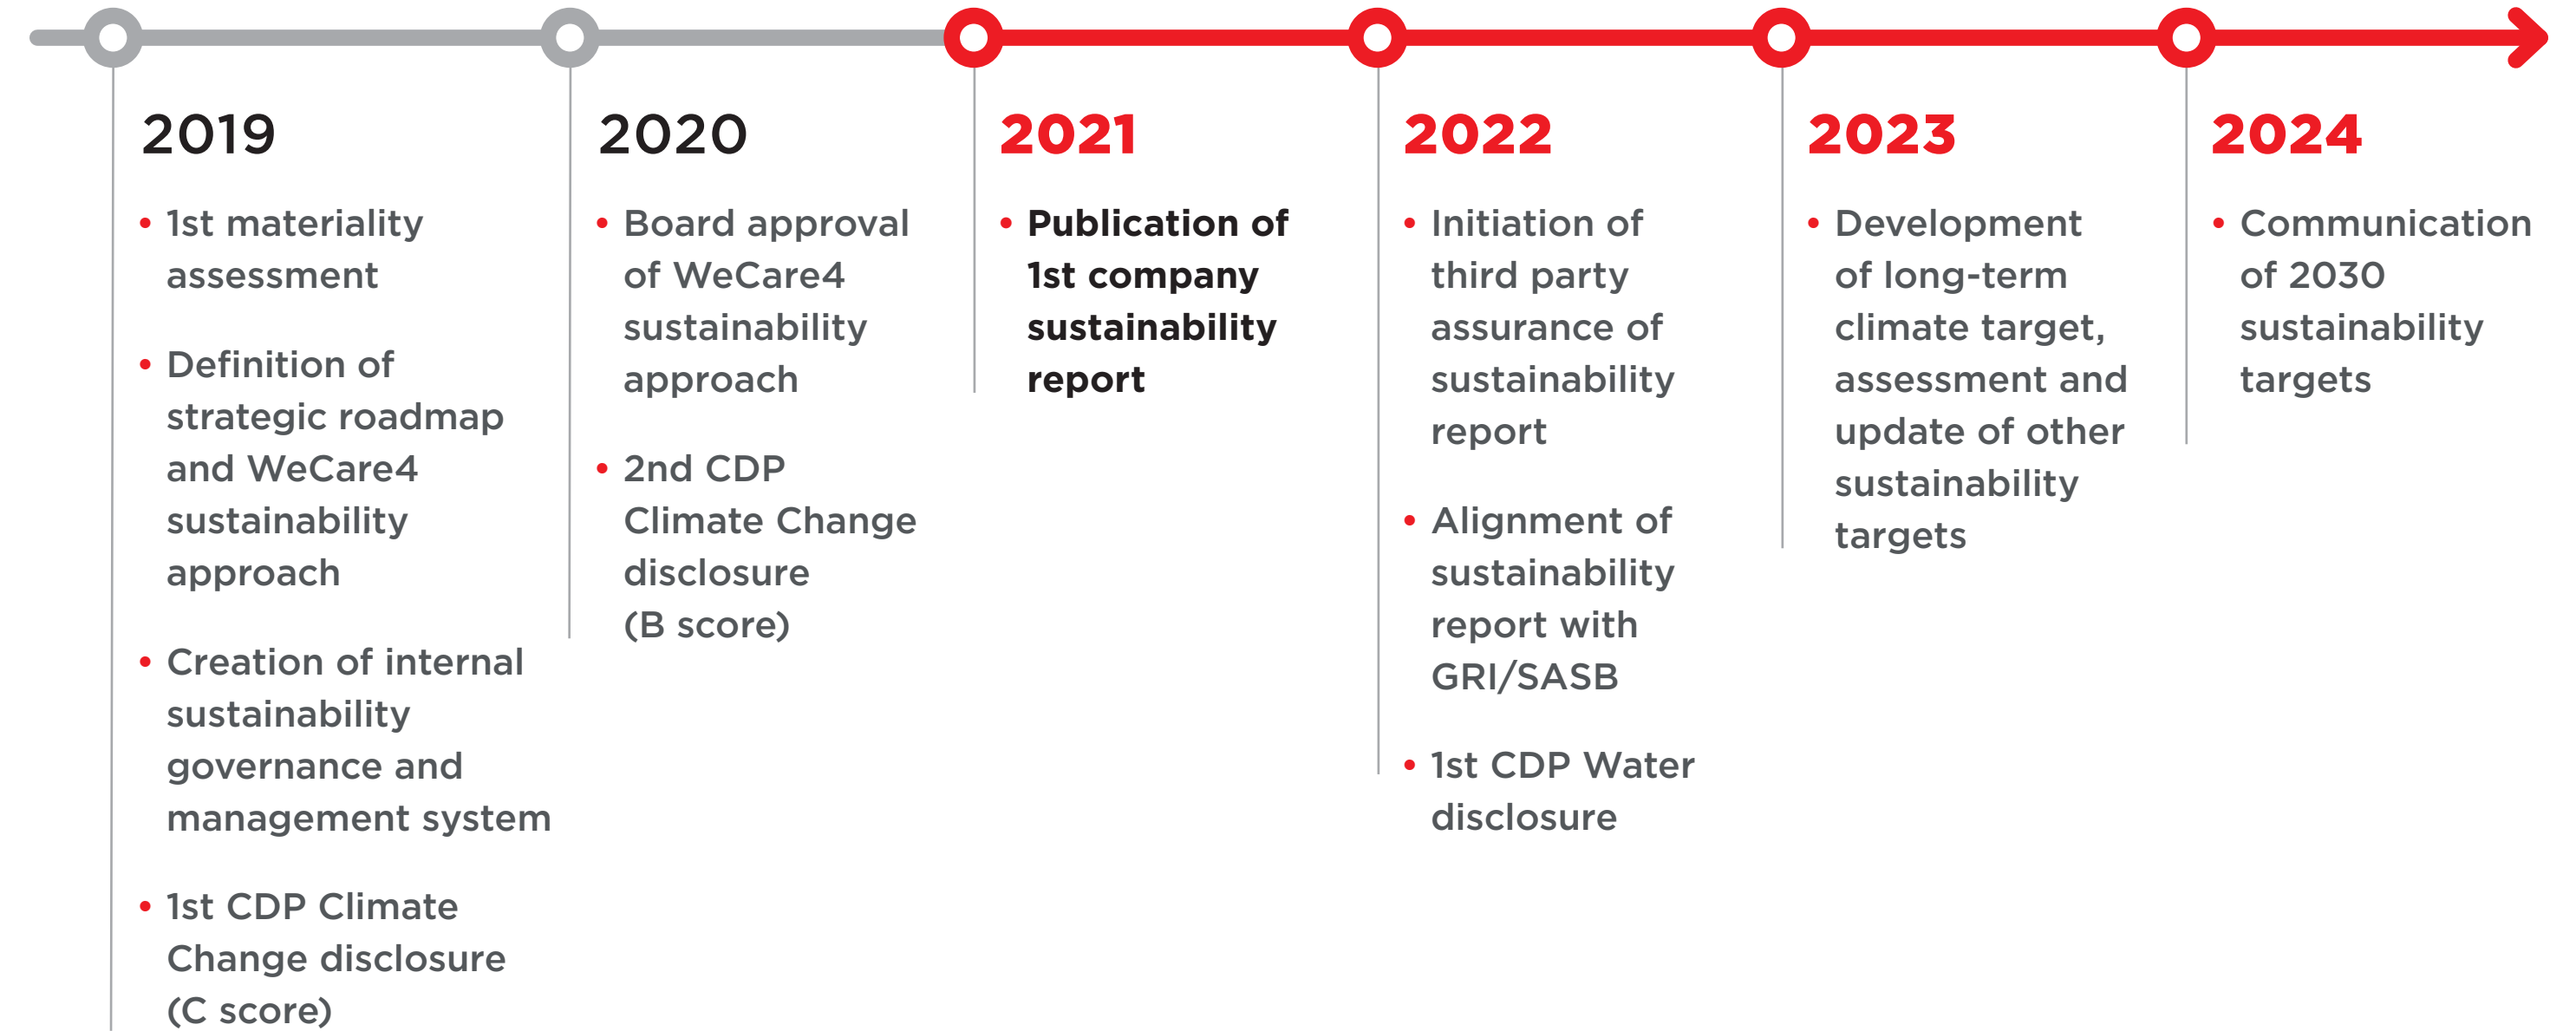 2019
• 1st materiality
assessment
• Definition of
strategic roadmap
and WeCare4
sustainability
approach
• Creation of internal
sustainability
governance and
management system
• 1st CDP Climate
Change disclosure
(C score)
2020
• Board approval
of WeCare4
sustainability
approach
• 2nd CDP
Climate Change
disclosure
(B score)
2021
• Publication of
1st company
sustainability
report
2022
• Initiation of
third party
assurance of
sustainability
report
• Alignment of
sustainability
report with
GRI/SASB
• 1st CDP Water
disclosure
2023
• Development
of long-term
climate target,
assessment and
update of other
sustainability
targets
2024
• Communication
of 2030
sustainability
targets